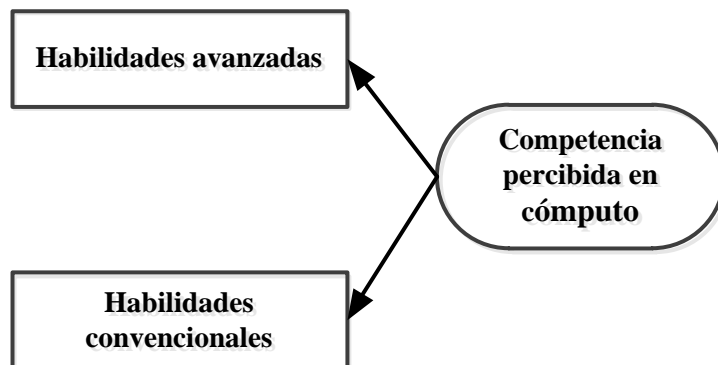 Habilidades avanzadas
Competencia
percibida en
cómputo
Habilidades
convencionales